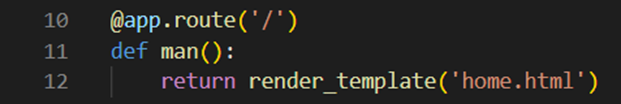 10 @app.route('/')
11 def man():
12     return render_template('home.html')